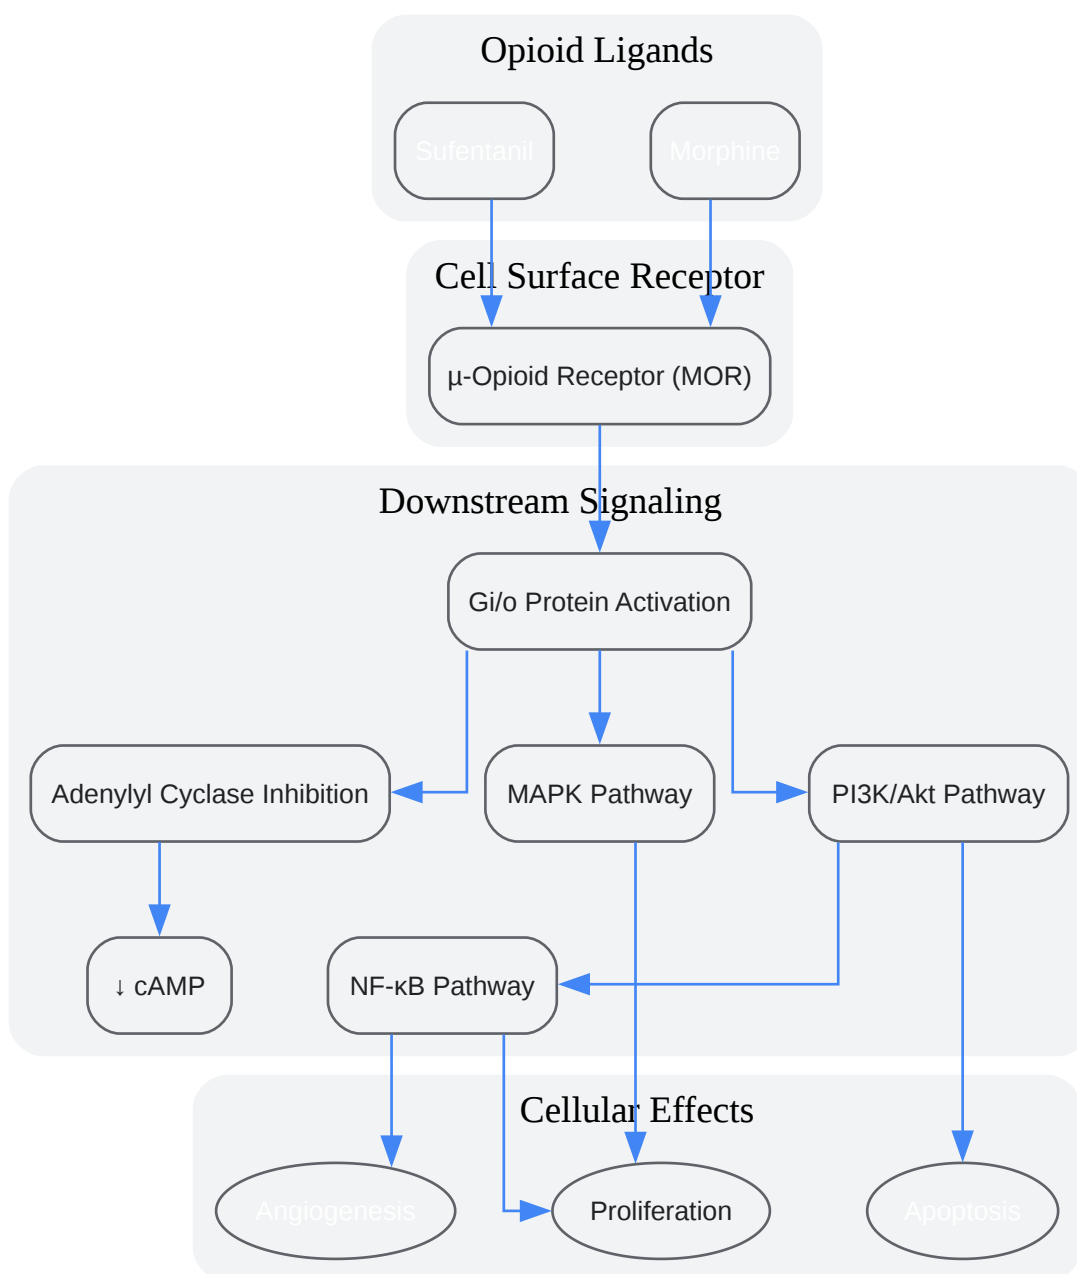 Opioid Ligands
Sufentanil
Morphine
Cell Surface Receptor
µ-Opioid Receptor (MOR)
Downstream Signaling
Gi/o Protein Activation
Adenylyl Cyclase Inhibition
MAPK Pathway
PI3K/Akt Pathway
↓ cAMP
NF-κB Pathway
Cellular Effects
Angiogenesis
Proliferation
Apoptosis